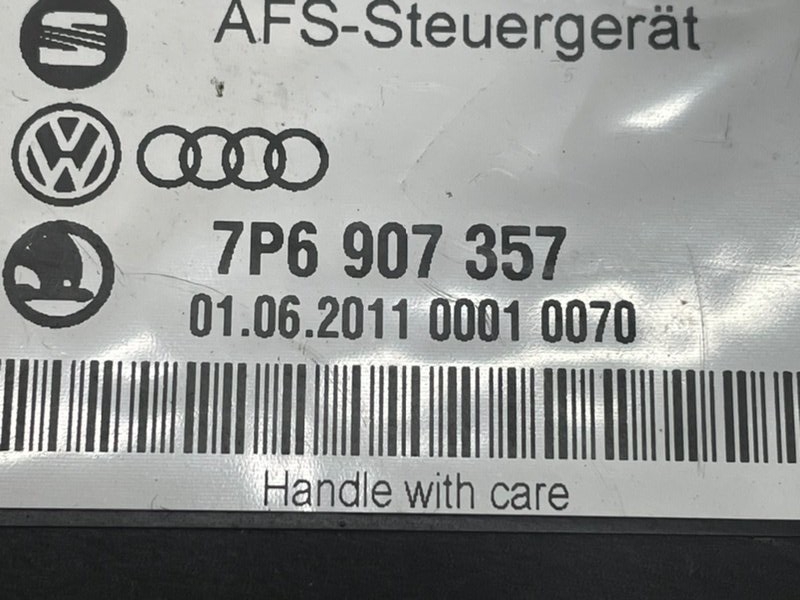 AFS-Steuergerät
7P6 907 357
01.06.2011 0001 0070
Handle with care